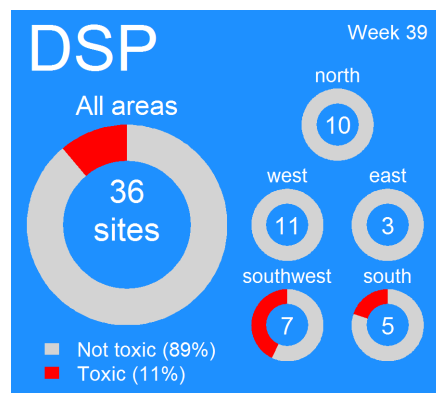 DSP
Week 39
All areas
36
sites
north
10
west
11
east
3
southwest
7
south
5
Not toxic (89%)
Toxic (11%)